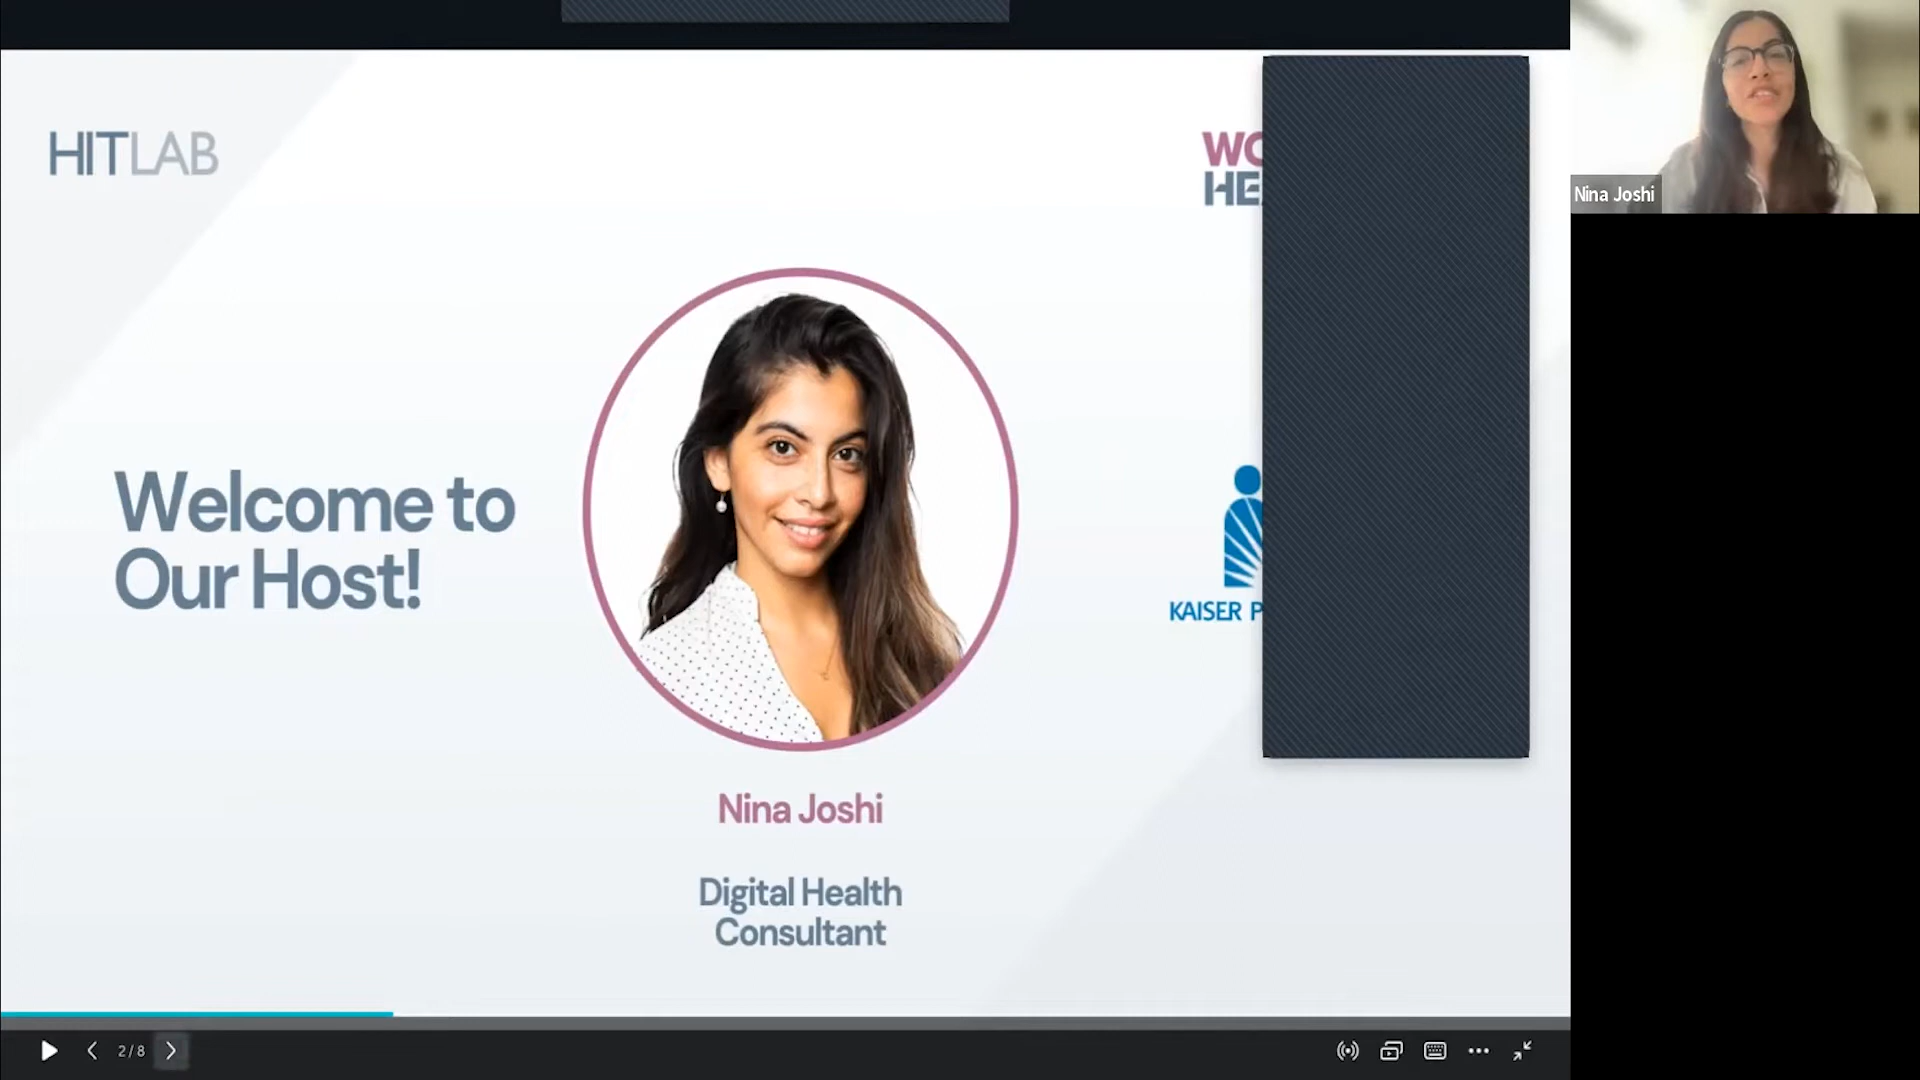 HITLAB
Welcome to
Our Host!
Nina Joshi
Digital Health
Consultant
KAISER
2/8
Nina Joshi